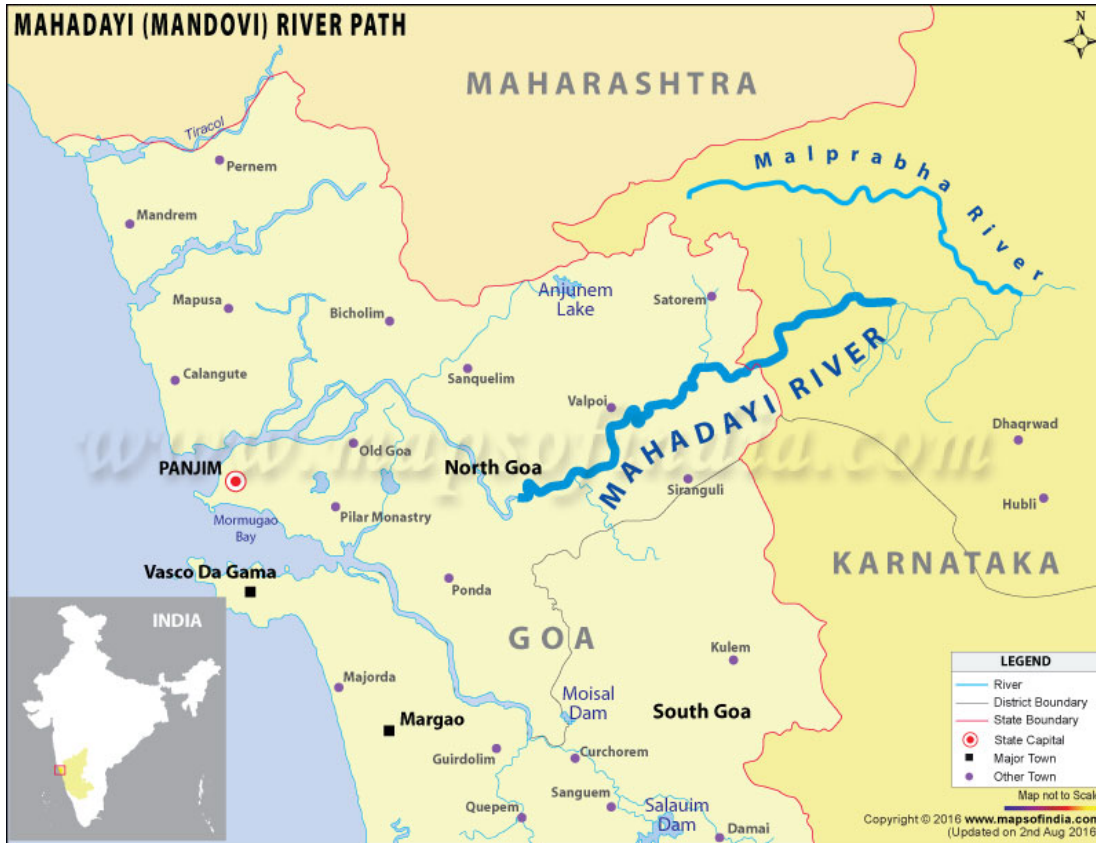 MAHADAYI (MANDOVI) RIVER PATH
N
MAHARASHTRA
Tiracol
Pernem
Malprabha River
Mandrem
Anjunem
Lake
Satorem
Mapusa
Bicholim
Calangute
Sanquelim
Valpoi
MAHADAYI RIVER
Dhaqrwad
www.mapsofindia.com
Old Goa
PANJIM
North Goa
Siranguli
Hubli
Pilar Monastry
Mormugao
Bay
KARNATAKA
Vasco Da Gama
Ponda
GOA
INDIA
Kulem
Majorda
Moisal
Dam
South Goa
Margao
Guirdolim
Curchorem
Sanguem
Quepem
Salauim
Dam
Damai
LEGEND
River
District Boundary
State Boundary
State Capital
Major Town
Other Town
Map not to Scale
Copyright © 2016 www.mapsofindia.com
(Updated on 2nd Aug 2016)